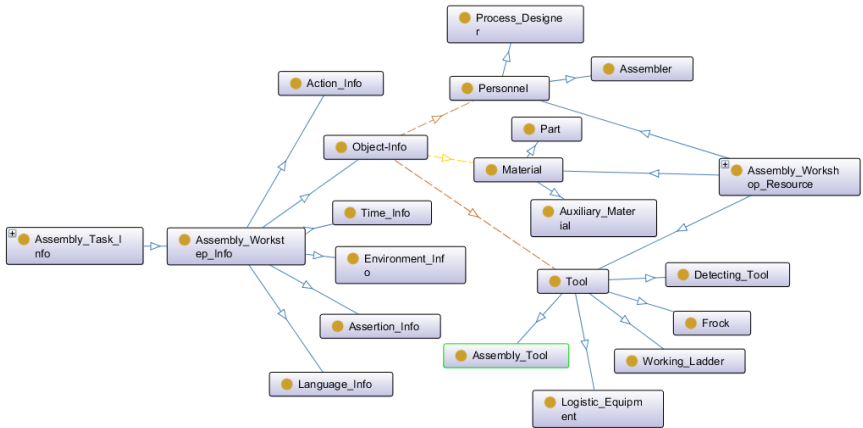 Process_Designe
r
Action_Info
Assembler
Personnel
Part
Object-Info
Material
Assembly_Worksh
op_Resource
Time_Info
Auxiliary_Mater
ial
Assembly_Task_I
nfo
Assembly_Workst
ep_Info
Environment_Inf
o
Tool
Detecting_Tool
Assertion_Info
Frock
Assembly_Tool
Working_Ladder
Language_Info
Logistic_Equipm
ent